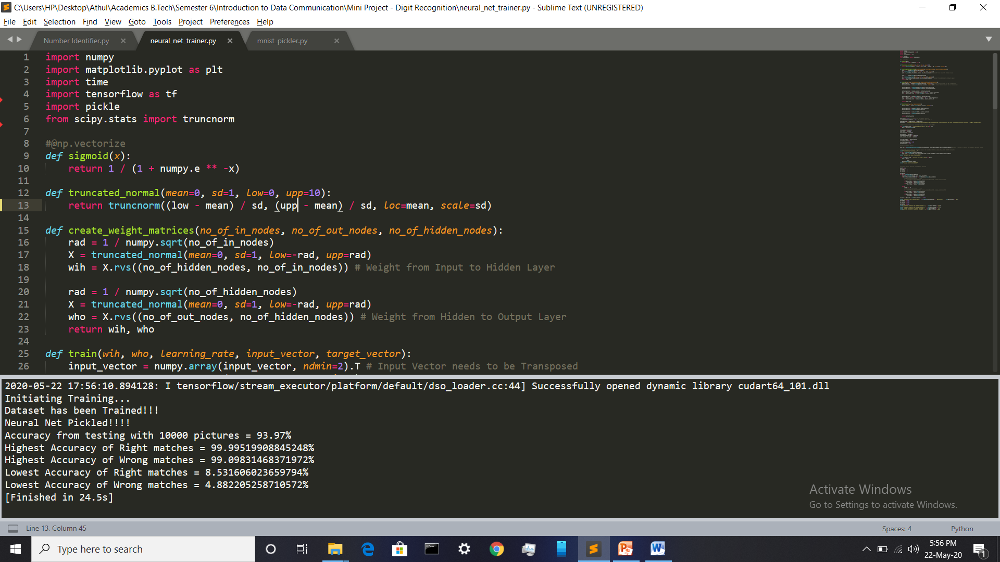 C:\Users\HP\Desktop\Athul\Academics B.Tech\Semester 6\Introduction to Data Communication\Mini Project - Digit Recognition\neural_net_trainer.py - Sublime Text (UNREGISTERED)
File Edit Selection Find View Goto Tools Project Preferences Help
Number Identifier.py neural_net_trainer.py mnist_pickler.py
1 import numpy
2 import matplotlib.pyplot as plt
3 import time
4 import tensorflow as tf
5 import pickle
6 from scipy.stats import truncnorm
7
8 #@np.vectorize
9 def sigmoid(x):
10     return 1 / (1 + numpy.e ** -x)
11
12 def truncated_normal(mean=0, sd=1, low=0, upp=10):
13     return truncnorm((low - mean) / sd, (upp - mean) / sd, loc=mean, scale=sd)
14
15 def create_weight_matrices(no_of_in_nodes, no_of_out_nodes, no_of_hidden_nodes):
16     rad = 1 / numpy.sqrt(no_of_in_nodes)
17     X = truncated_normal(mean=0, sd=1, low=-rad, upp=rad)
18     wih = X.rvs((no_of_hidden_nodes, no_of_in_nodes)) # Weight from Input to Hidden Layer
19
20     rad = 1 / numpy.sqrt(no_of_hidden_nodes)
21     X = truncated_normal(mean=0, sd=1, low=-rad, upp=rad)
22     who = X.rvs((no_of_out_nodes, no_of_hidden_nodes)) # Weight from Hidden to Output Layer
23     return wih, who
24
25 def train(wih, who, learning_rate, input_vector, target_vector):
26     input_vector = numpy.array(input_vector, ndmin=2).T # Input Vector needs to be Transposed
2020-05-22 17:56:10.894128: I tensorflow/stream_executor/platform/default/dso_loader.cc:44] Successfully opened dynamic library cudart64_101.dll
Initiating Training...
Dataset has been Trained!!!
Neural Net Pickled!!!!
Accuracy from testing with 10000 pictures = 93.97%
Highest Accuracy of Right matches = 99.99519908845248%
Highest Accuracy of Wrong matches = 99.09831468371972%
Lowest Accuracy of Right matches = 8.531606023659794%
Lowest Accuracy of Wrong matches = 4.882205258710572%
[Finished in 24.5s]
Activate Windows
Go to Settings to activate Windows.
Line 13, Column 45 Spaces: 4 Python
Type here to search
5:56 PM
22-May-20
1